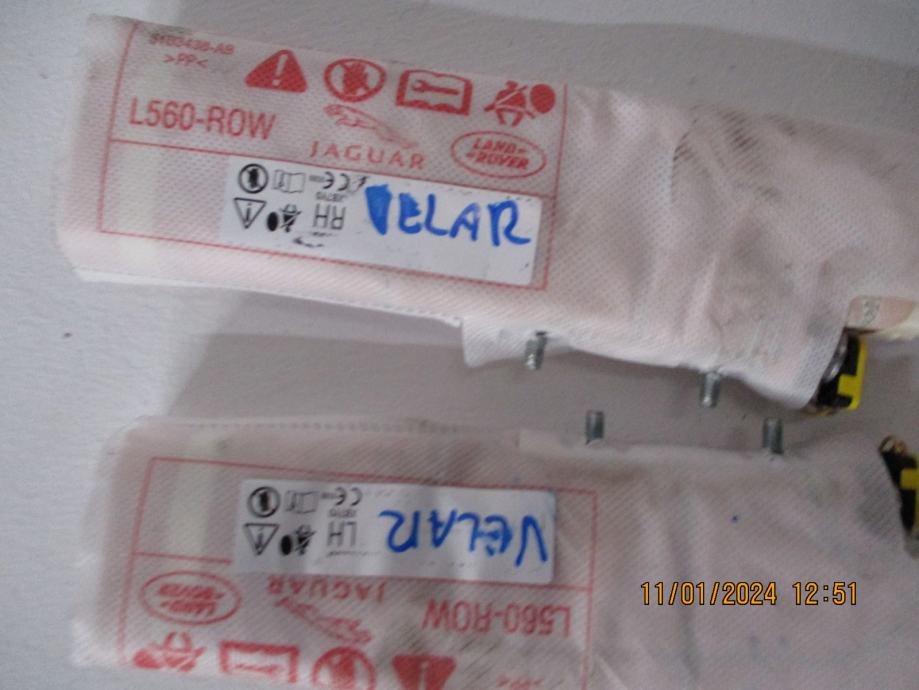 >PP<
L560-ROW
JAGUAR
LAND-
-ROVER
RH
VELAR
VELAR
LH
LAND-
-ROVER
JAGUAR
L560-ROW
>PP<
11/01/2024 12:51